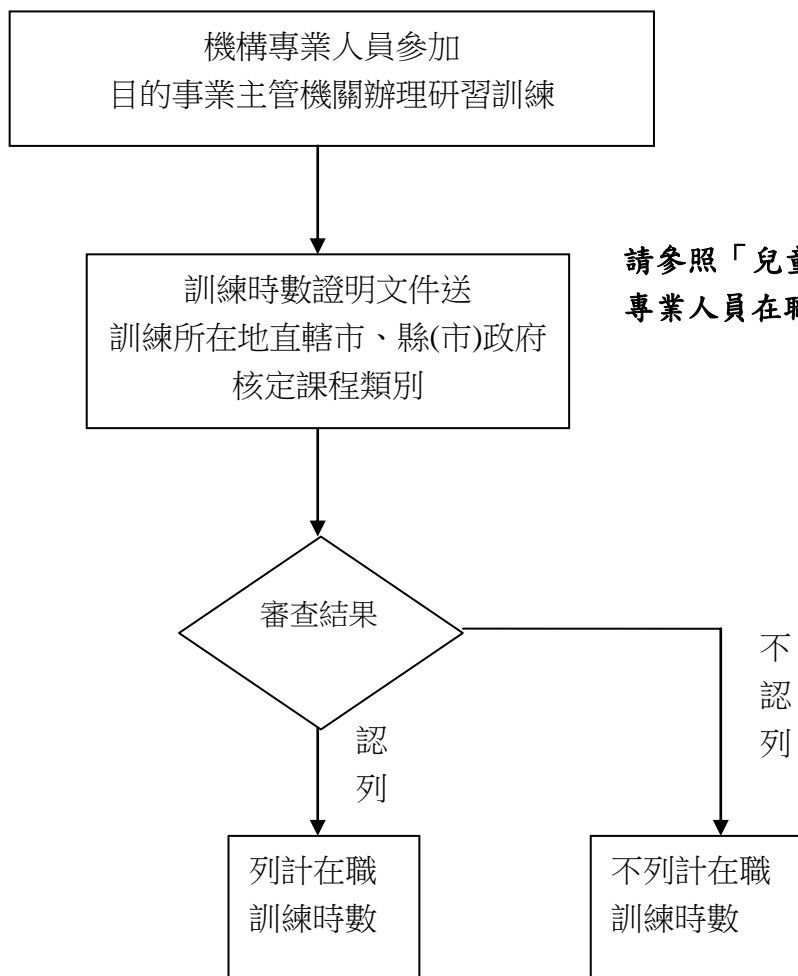 機構專業人員參加
目的事業主管機關辦理研習訓練
訓練時數證明文件送
訓練所在地直轄市、縣(市)政府
核定課程類別
請參照「兒童
專業人員在職
審查結果
不認列
認列
列計在職
訓練時數
不列計在職
訓練時數